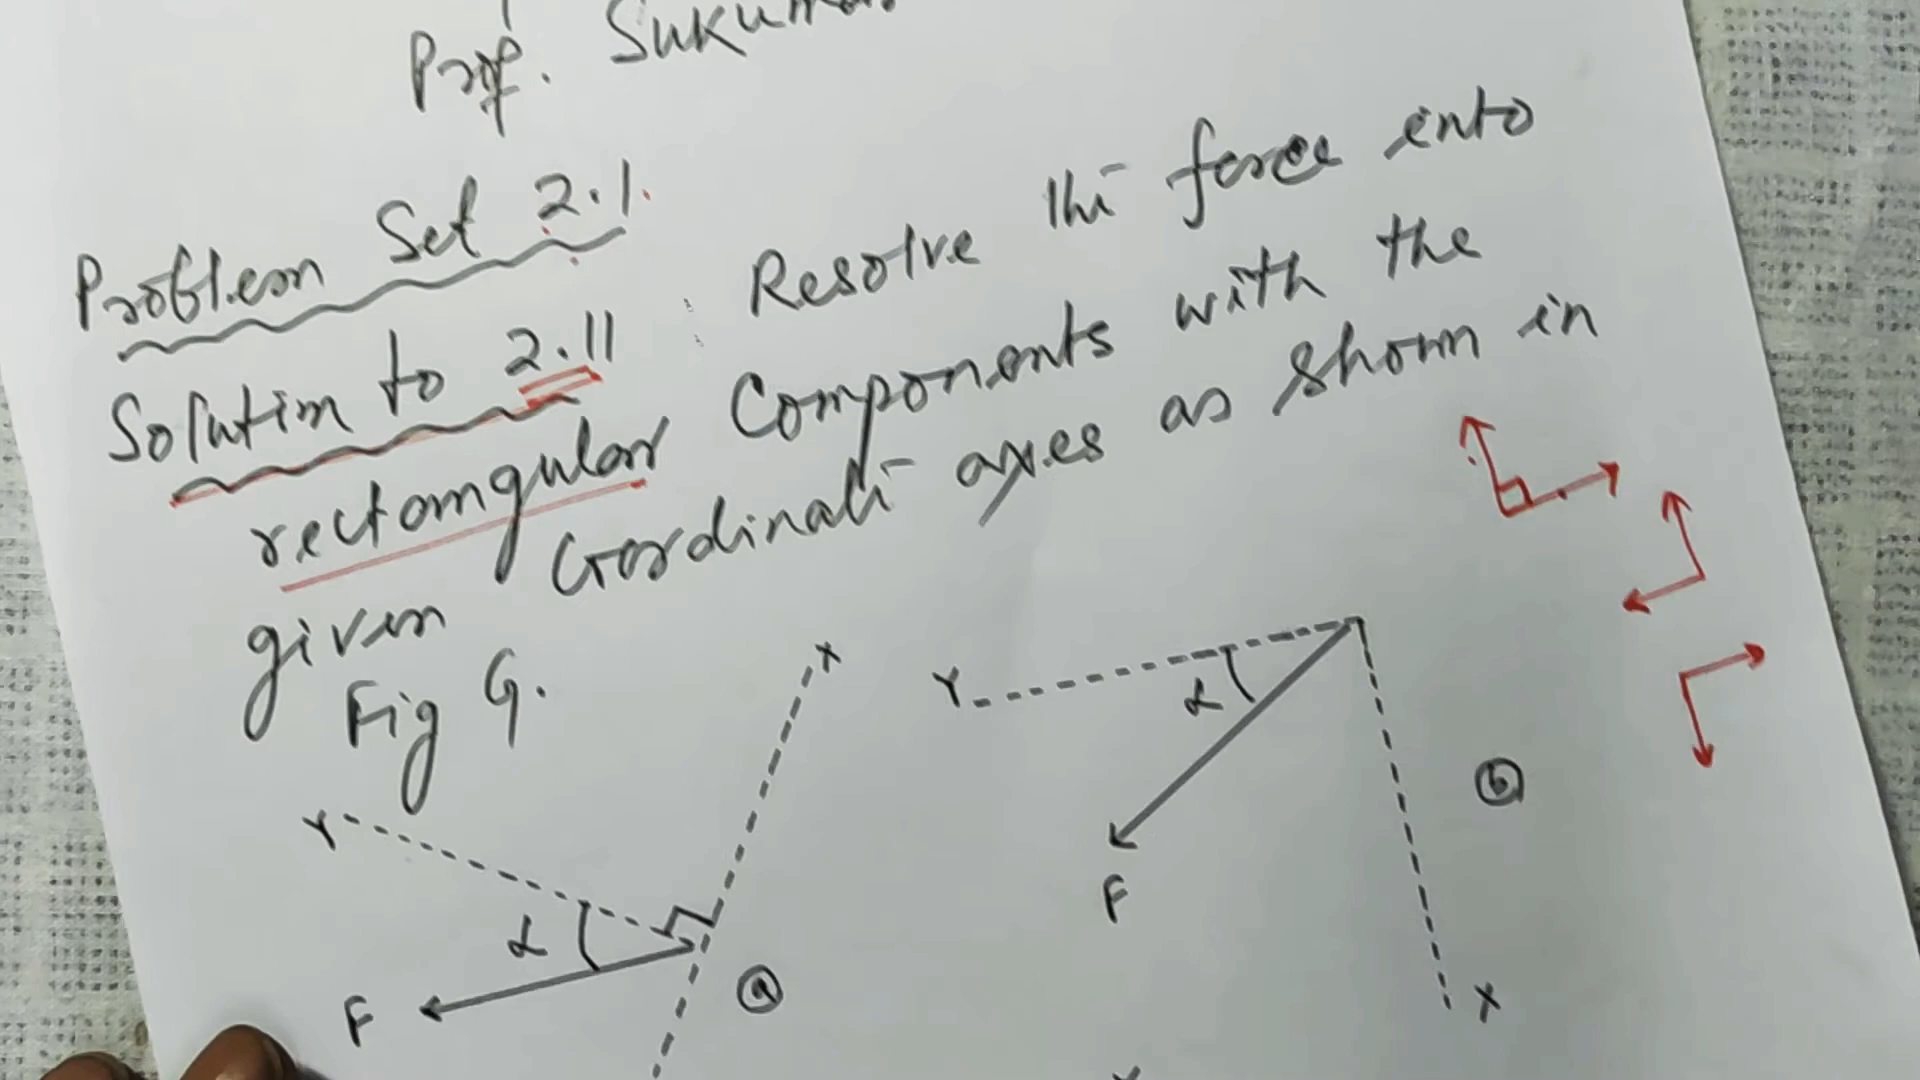 Prof. Sukumar
Problem Set 2.1.
Solution to 2.11 : Resolve the force into
rectangular Components with the
given Coordinate axes as shown in
Fig 9.
X
Y
α
F
b
X
Y
α
F
a